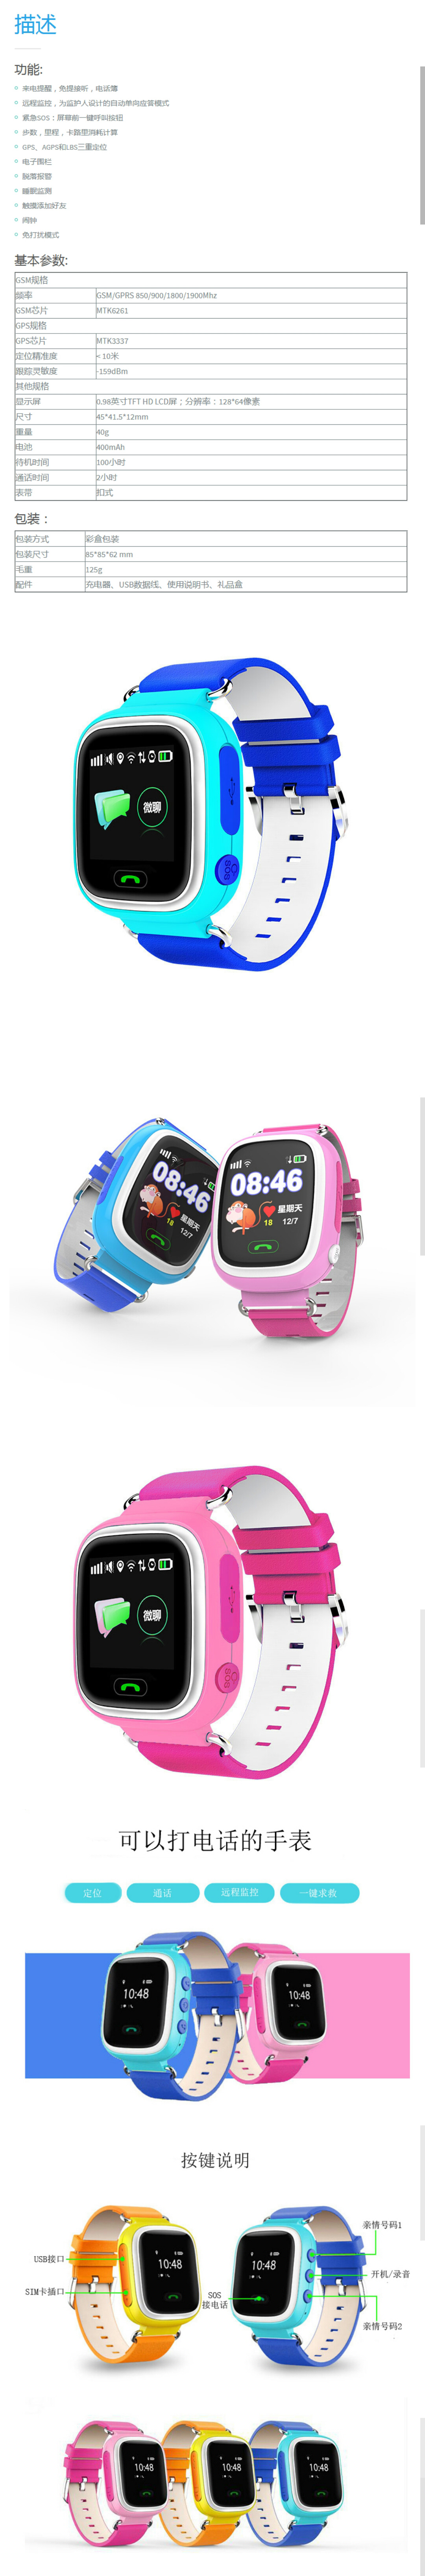 描述
功能:
来电提醒，免提接听，电话簿
远程监控，为监护人设计的自动单向应答模式
紧急SOS：屏幕前一键呼叫按钮
步数，里程，卡路里消耗计算
GPS、AGPS和LBS三重定位
电子围栏
脱落报警
睡眠监测
触摸添加好友
闹钟
免打扰模式
基本参数:
GSM规格
频率 GSM/GPRS 850/900/1800/1900Mhz
GSM芯片 MTK6261
GPS规格
GPS芯片 MTK3337
定位精准度 < 10米
跟踪灵敏度 -159dBm
其他规格
显示屏 0.98英寸TFT HD LCD屏；分辨率：128*64像素
尺寸 45*41.5*12mm
重量 40g
电池 400mAh
待机时间 100小时
通话时间 2小时
表带 扣式
包装：
包装方式 彩盒包装
包装尺寸 85*85*62 mm
毛重 125g
配件 充电器、USB数据线、使用说明书、礼品盒
微聊
SOS
08:46
18
星期天
12/7
08:46
18
星期天
12/7
微聊
SOS
可以打电话的手表
定位 通话 远程监控 一键求救
10:48
10:48
按键说明
亲情号码1
USB接口
10:48
10:48
开机/录音
SIM卡插口
SOS
接电话
亲情号码2
10:48
10:48
10:48